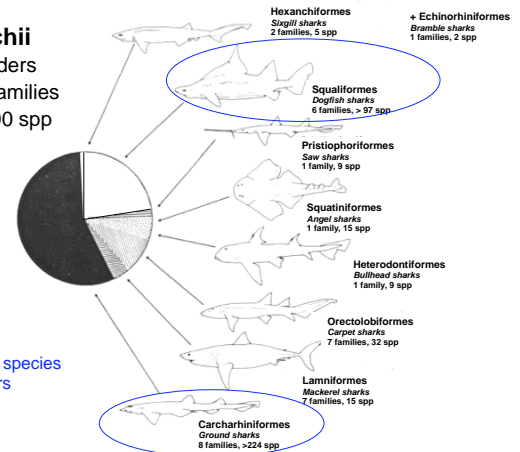 chii
ders
amilies
00 spp
species
rs
Hexanchiformes
Sixgill sharks
2 families, 5 spp
+ Echinorhiniformes
Bramble sharks
1 families, 2 spp
Squaliformes
Dogfish sharks
6 families, > 97 spp
Pristiophoriformes
Saw sharks
1 family, 9 spp
Squatiniformes
Angel sharks
1 family, 15 spp
Heterodontiformes
Bullhead sharks
1 family, 9 spp
Orectolobiformes
Carpet sharks
7 families, 32 spp
Lamniformes
Mackerel sharks
7 families, 15 spp
Carcharhiniformes
Ground sharks
8 families, >224 spp